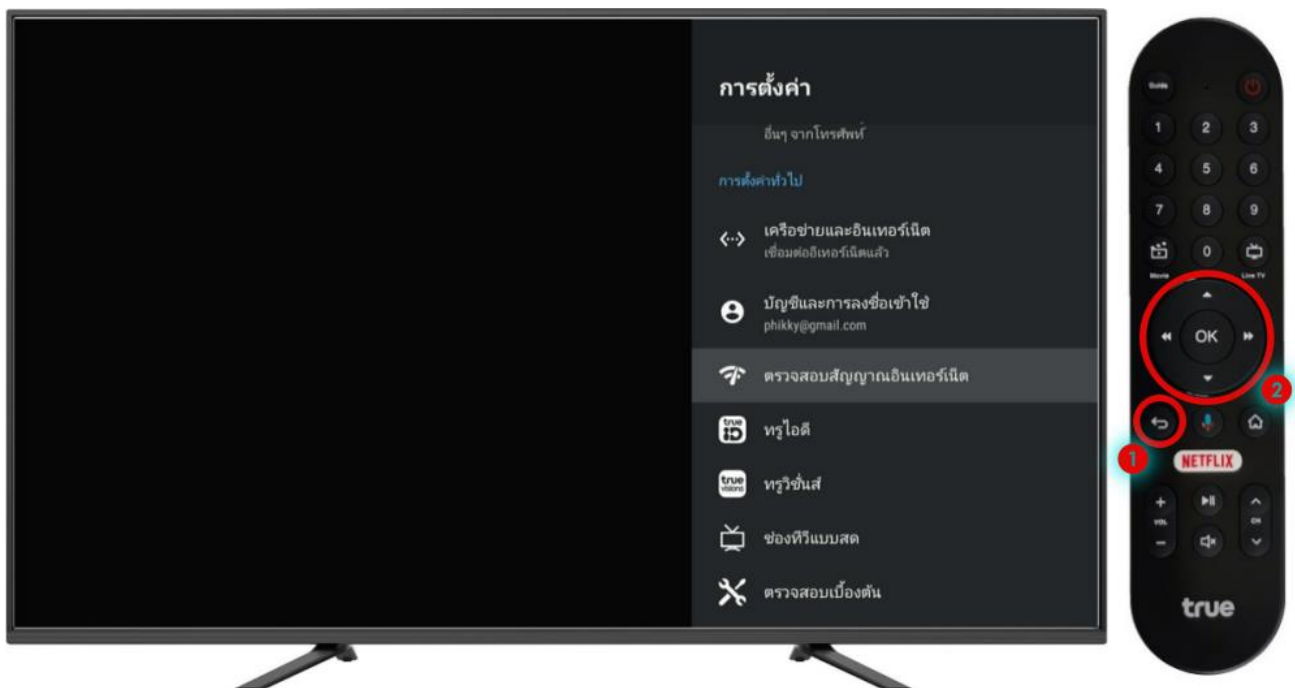 การตั้งค่า
อื่นๆ จากโทรศัพท์
การตั้งค่าทั่วไป
เครือข่ายและอินเทอร์เน็ต
เชื่อมต่ออีเทอร์เน็ตแล้ว
บัญชีและการลงชื่อเข้าใช้
phikky@gmail.com
ตรวจสอบสัญญาณอินเทอร์เน็ต
true iD
ทรูไอดี
true visions
ทรูวิชั่นส์
ช่องทีวีแบบสด
ตรวจสอบเบื้องต้น
Guide
1 2 3
4 5 6
7 8 9
0
Movie Live TV
OK
2
1
NETFLIX
+
VOL CH
-
true